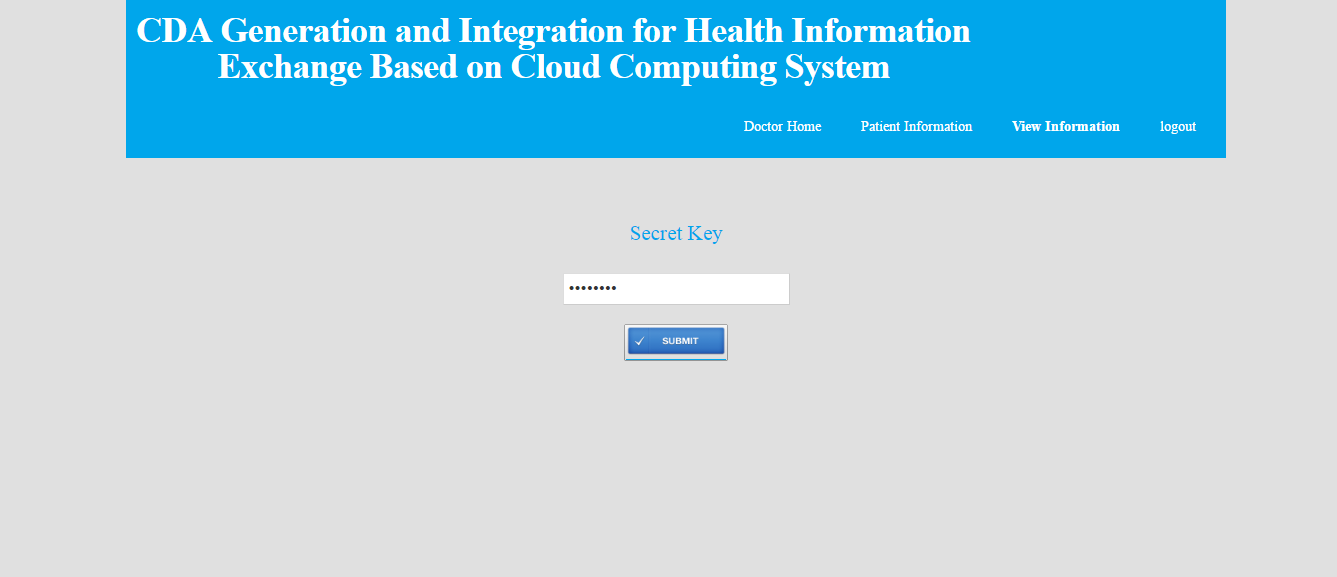 CDA Generation and Integration for Health Information
Exchange Based on Cloud Computing System
Doctor Home Patient Information View Information logout
Secret Key
••••••••
SUBMIT